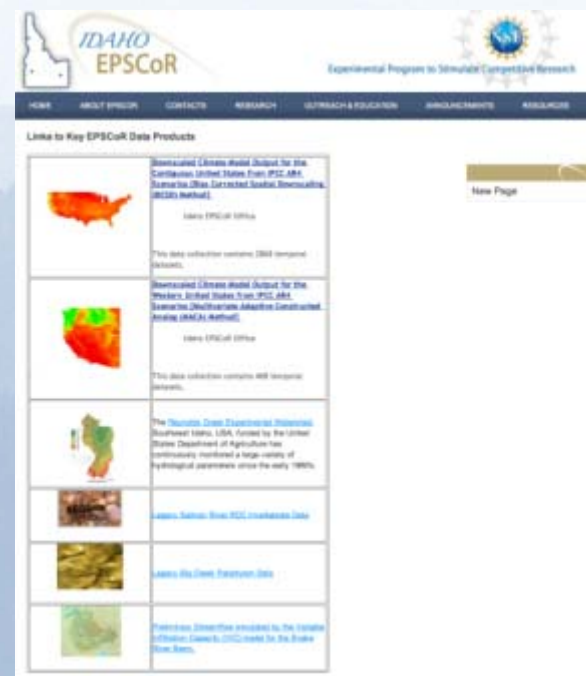 IDAHO
EPSCoR
NSF
Experimental Program to Stimulate Competitive Research
HOME ABOUT EPSCOR CONTACTS RESEARCH OUTREACH & EDUCATION ANNOUNCEMENTS RESOURCES
Links to Key EPSCoR Data Products
New Page
Downscaled Climate Model Output for the
Contiguous United States from IPCC AR4
Scenarios [Bias Corrected Spatial Downscaling
Method]
Idaho EPSCoR Office
This data collection contains temporal
datasets.
Downscaled Climate Model Output for the
Western United States from IPCC AR4
Scenarios [Multivariate Adaptive Constructed
Analog (MACA) Method]
Idaho EPSCoR Office
This data collection contains temporal
datasets.
The Reynolds Creek Experimental Watershed,
Southwest Idaho, USA, funded by the United
States Department of Agriculture has
continuously monitored a large variety of
hydrological parameters since the early 1960's.
Legacy Salmon River Invertebrate Data
Legacy Big Creek Data
Preliminary Streamflow simulated by the Variable
Infiltration Capacity (VIC) model for the Snake
River Basin.